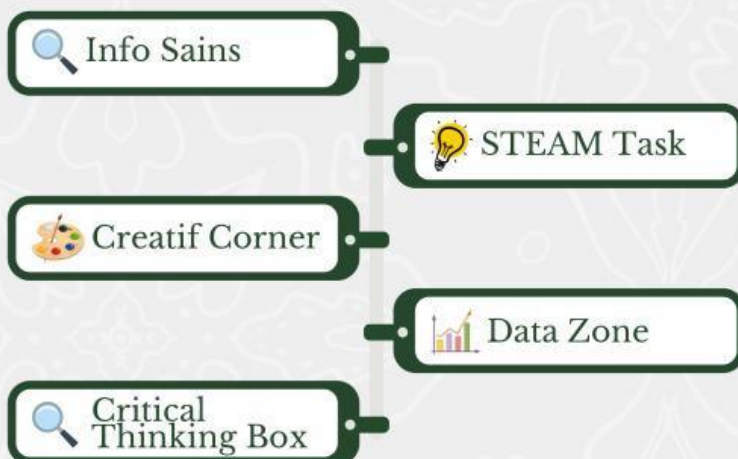 Info Sains
STEAM Task
Creatif Corner
Data Zone
Critical
Thinking Box